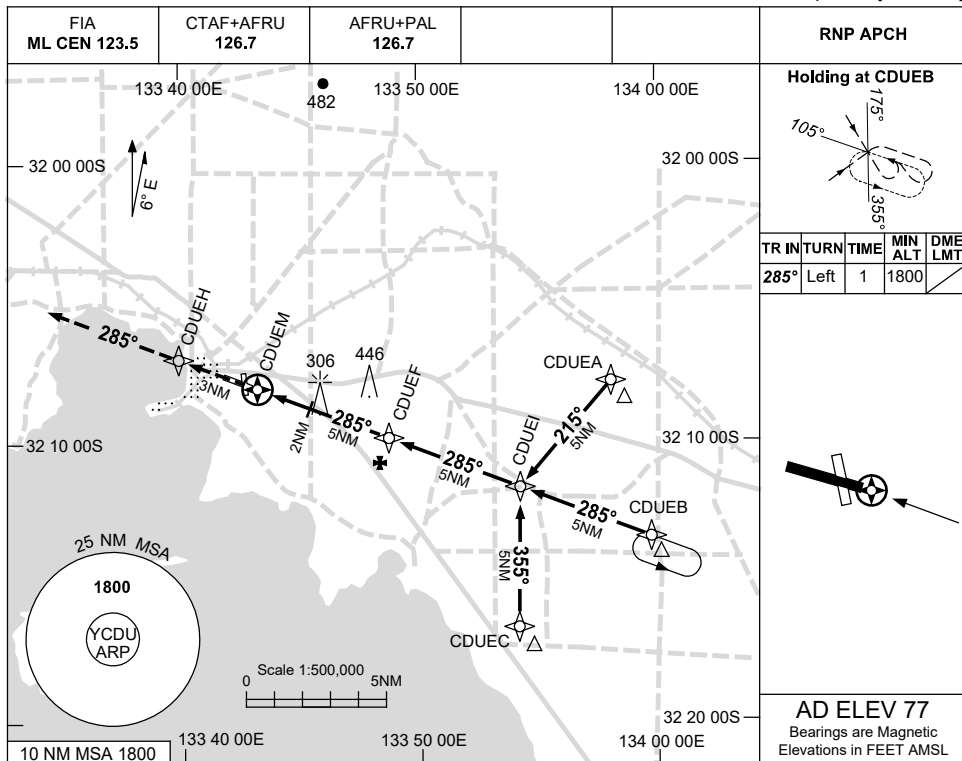 FIA
ML CEN 123.5
CTAF+AFRU
126.7
AFRU+PAL
126.7
RNP APCH
133 40 00E
133 50 00E
134 00 00E
482
32 00 00S
32 00 00S
6° E
Holding at CDUEB
175°
105°
355°
TR IN TURN TIME MIN ALT DME LMT
285° Left 1 1800
CDUEH
CDUEM
285°
3NM
306
446
CDUEF
CDUEA
2NM
285°
5NM
215°
5NM
CDUEI
32 10 00S
32 10 00S
285°
5NM
CDUEB
285°
5NM
355°
5NM
CDUEC
25 NM MSA
1800
YCDU
ARP
Scale 1:500,000
0
5NM
32 20 00S
133 40 00E
133 50 00E
134 00 00E
10 NM MSA 1800
AD ELEV 77
Bearings are Magnetic
Elevations in FEET AMSL